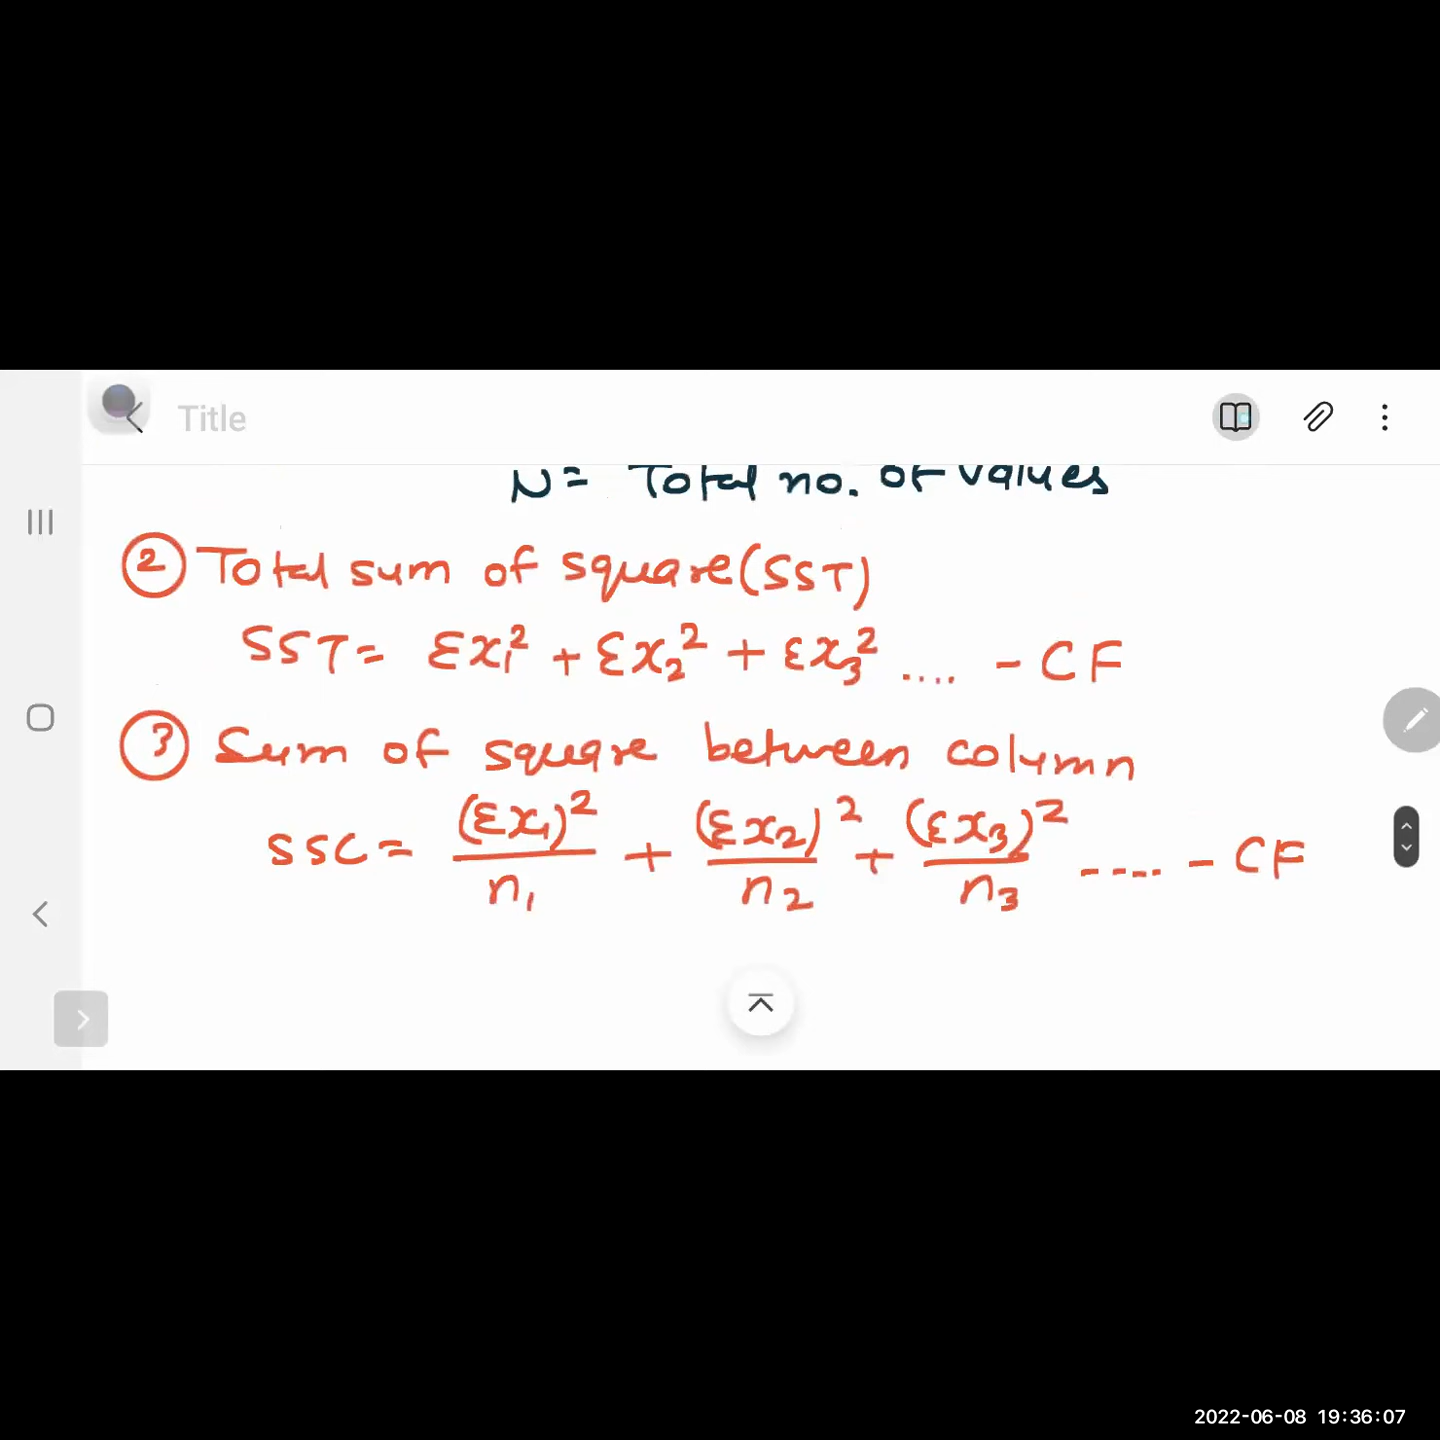 Title
N = Total no. of values
② Total sum of square (SST)
SST = Σx₁² + Σx₂² + Σx₃² .... - CF
③ Sum of square between column
SSC = (Σx₁)²/n₁ + (Σx₂)²/n₂ + (Σx₃)²/n₃ ----- - CF
2022-06-08 19:36:07